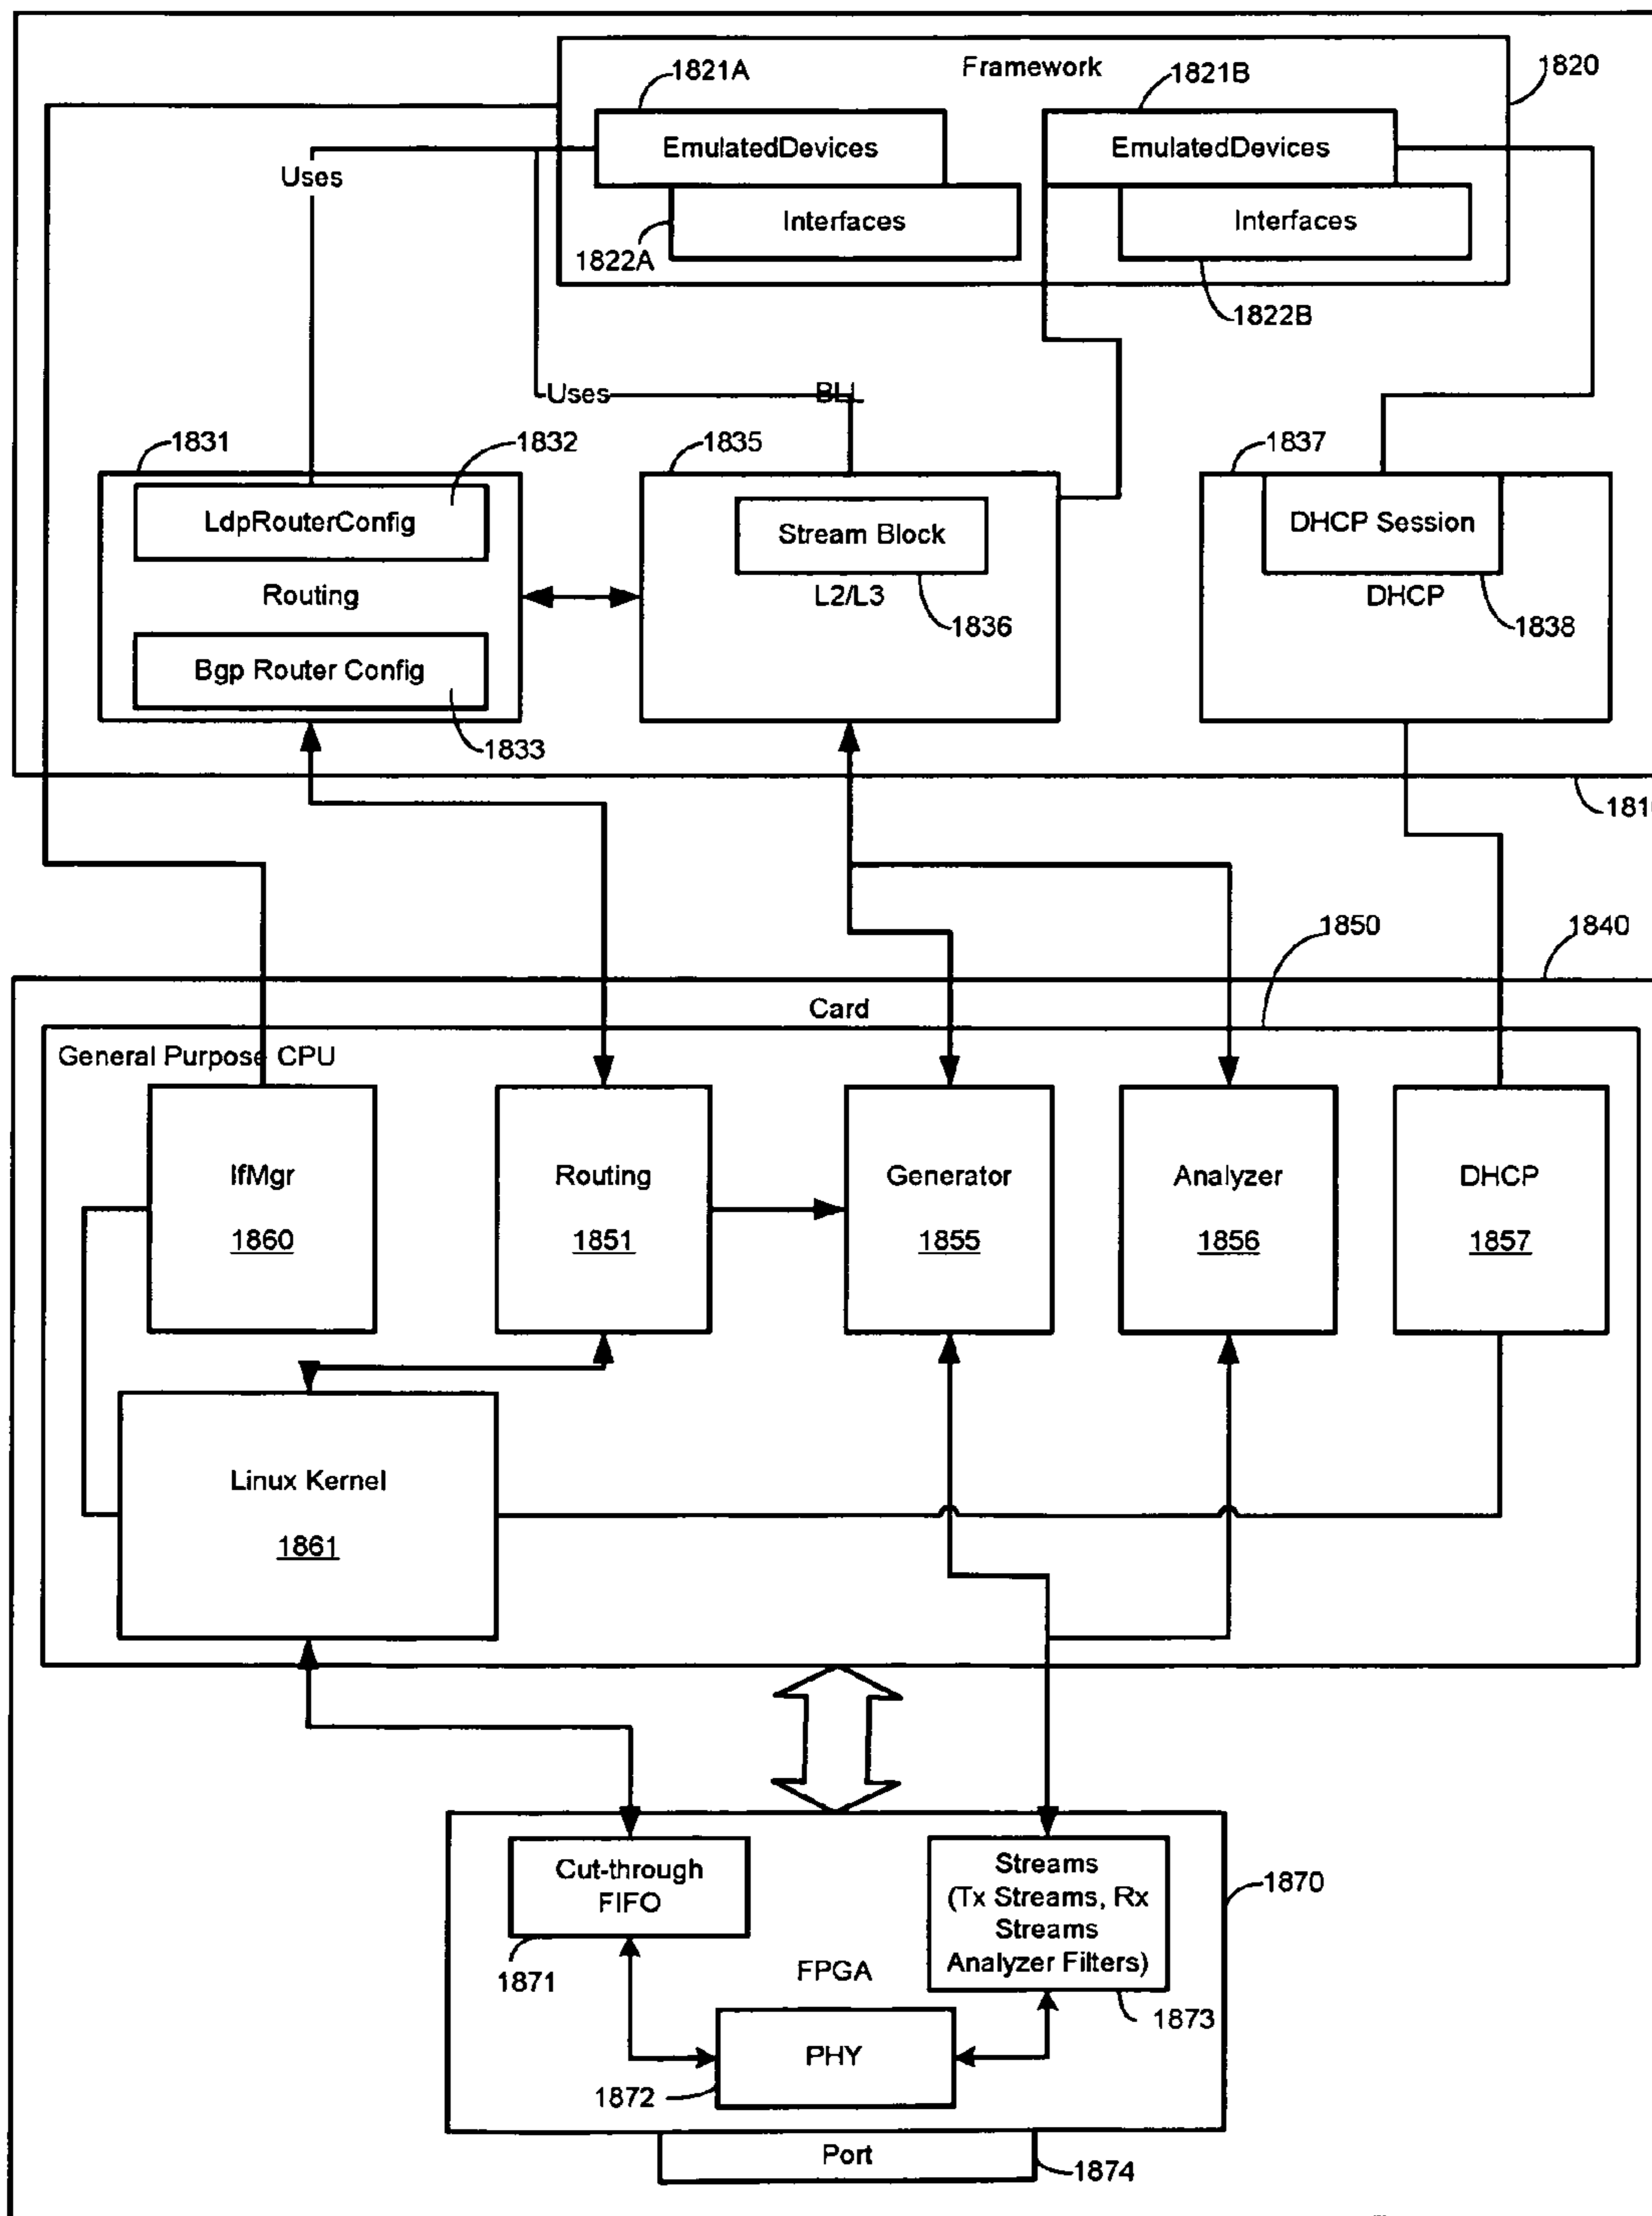 Framework
1820
1821A
1821B
EmulatedDevices
EmulatedDevices
Uses
Interfaces
Interfaces
1822A
1822B
Uses
BLL
1831
1832
1835
1837
LdpRouterConfig
Stream Block
DHCP Session
Routing
L2/L3
DHCP
1836
1838
Bgp Router Config
1833
181
1850
1840
Card
General Purpose CPU
IfMgr
1860
Routing
1851
Generator
1855
Analyzer
1856
DHCP
1857
Linux Kernel
1861
Cut-through
FIFO
1871
Streams
(Tx Streams, Rx
Streams
Analyzer Filters)
1870
FPGA
1873
PHY
1872
Port
1874